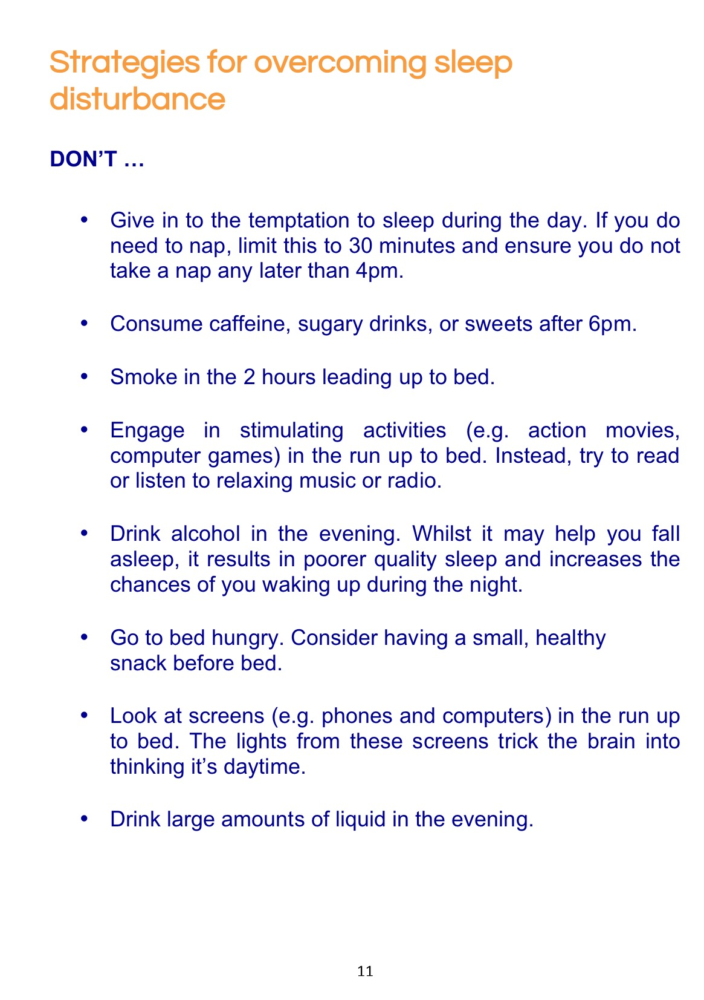 Strategies for overcoming sleep
disturbance
DON’T …
• Give in to the temptation to sleep during the day. If you do
need to nap, limit this to 30 minutes and ensure you do not
take a nap any later than 4pm.
• Consume caffeine, sugary drinks, or sweets after 6pm.
• Smoke in the 2 hours leading up to bed.
• Engage in stimulating activities (e.g. action movies,
computer games) in the run up to bed. Instead, try to read
or listen to relaxing music or radio.
• Drink alcohol in the evening. Whilst it may help you fall
asleep, it results in poorer quality sleep and increases the
chances of you waking up during the night.
• Go to bed hungry. Consider having a small, healthy
snack before bed.
• Look at screens (e.g. phones and computers) in the run up
to bed. The lights from these screens trick the brain into
thinking it’s daytime.
• Drink large amounts of liquid in the evening.
11